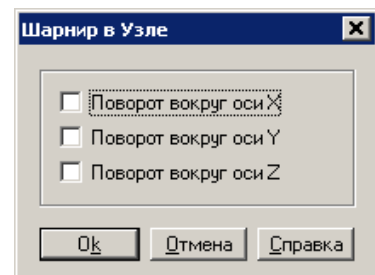 Шарнир в Узле
Поворот вокруг оси X
Поворот вокруг оси Y
Поворот вокруг оси Z
Ok Отмена Справка